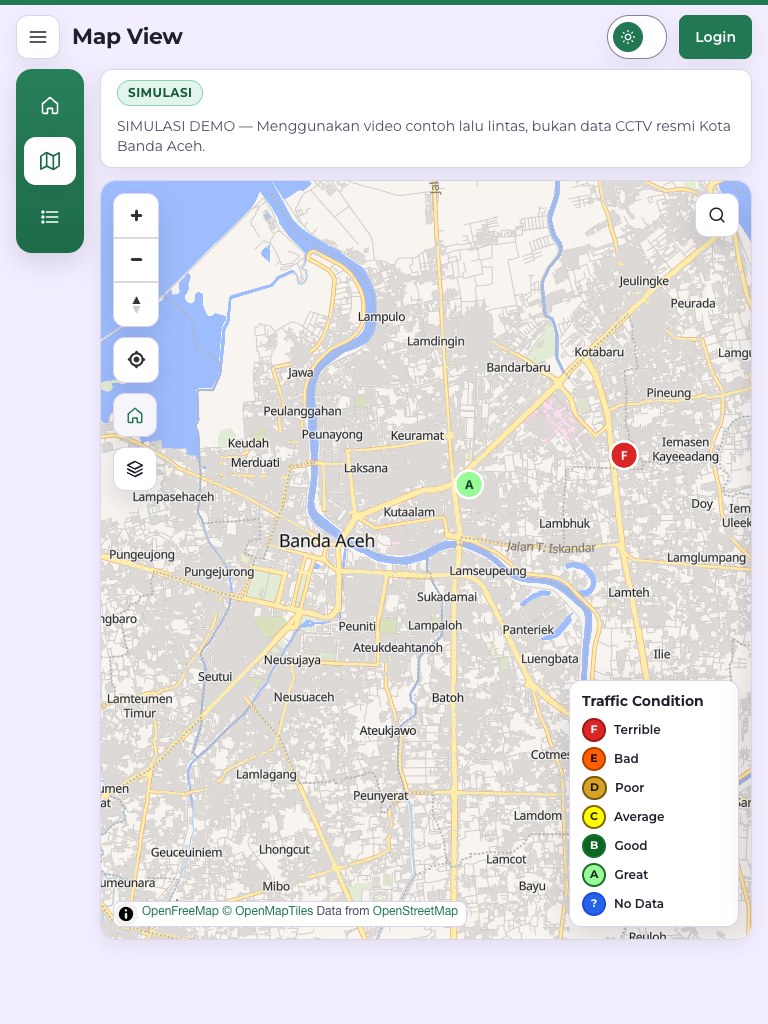 Map View
Login
SIMULASI
SIMULASI DEMO — Menggunakan video contoh lalu lintas, bukan data CCTV resmi Kota
Banda Aceh.
Jeulingke
Peurada
Lampulo
Lamdingin
Kotabaru
Bandarbaru
Jawa
Pineung
Peulanggahan
Peunayong
Keuramat
Keudah
Iemasen
Kayeeadang
Merduati
Laksana
F
A
Lampasehaceh
Doy
Kutaalam
Lambhuk
Banda Aceh
Jalan T. Iskandar
Pungeujong
Lamglumpang
Pungejurong
Lamseupeung
Sukadamai
Lamteh
Peuniti
Lampaloh
Panteriek
Ateukdeahtanoh
Ilie
Neusujaya
Luengbata
Seutui
Lamteumen
Timur
Neusuaceh
Batoh
Ateukjawo
Lamlagang
Peunyerat
Lamdom
Geuceuiniem
Lhongcut
Lamcot
Mibo
Bayu
Traffic Condition
F Terrible
E Bad
D Poor
C Average
B Good
A Great
? No Data
OpenFreeMap © OpenMapTiles Data from OpenStreetMap